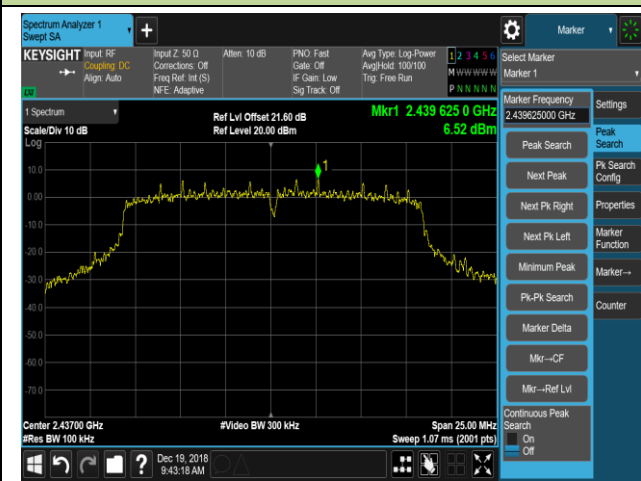 Spectrum Analyzer 1
Swept SA
+
Marker
KEYSIGHT
Input: RF
Coupling: DC
Align: Auto
Input Z: 50 Ω
Corrections: Off
Freq Ref: Int (S)
NFE: Adaptive
Atten: 10 dB
PNO: Fast
Gate: Off
IF Gain: Low
Sig Track: Off
Avg Type: Log-Power
Avg|Hold: 100/100
Trig: Free Run
1 2 3 4 5 6
M W W W W W
P N N N N N
LXI
Select Marker
Marker 1
1 Spectrum
Scale/Div 10 dB
Log
Ref Lvl Offset 21.60 dB
Ref Level 20.00 dBm
Mkr1 2.439 625 0 GHz
6.52 dBm
1
10.0
0.00
-10.0
-20.0
-30.0
-40.0
-50.0
-60.0
-70.0
Center 2.43700 GHz
#Res BW 100 kHz
#Video BW 300 kHz
Span 25.00 MHz
Sweep 1.07 ms (2001 pts)
Marker Frequency
2.439625000 GHz
Peak Search
Next Peak
Next Pk Right
Next Pk Left
Minimum Peak
Pk-Pk Search
Marker Delta
Mkr→CF
Mkr→Ref Lvl
Continuous Peak
Search
On
Off
Settings
Peak
Search
Pk Search
Config
Properties
Marker
Function
Marker→
Counter
?
Dec 19, 2018
9:43:18 AM